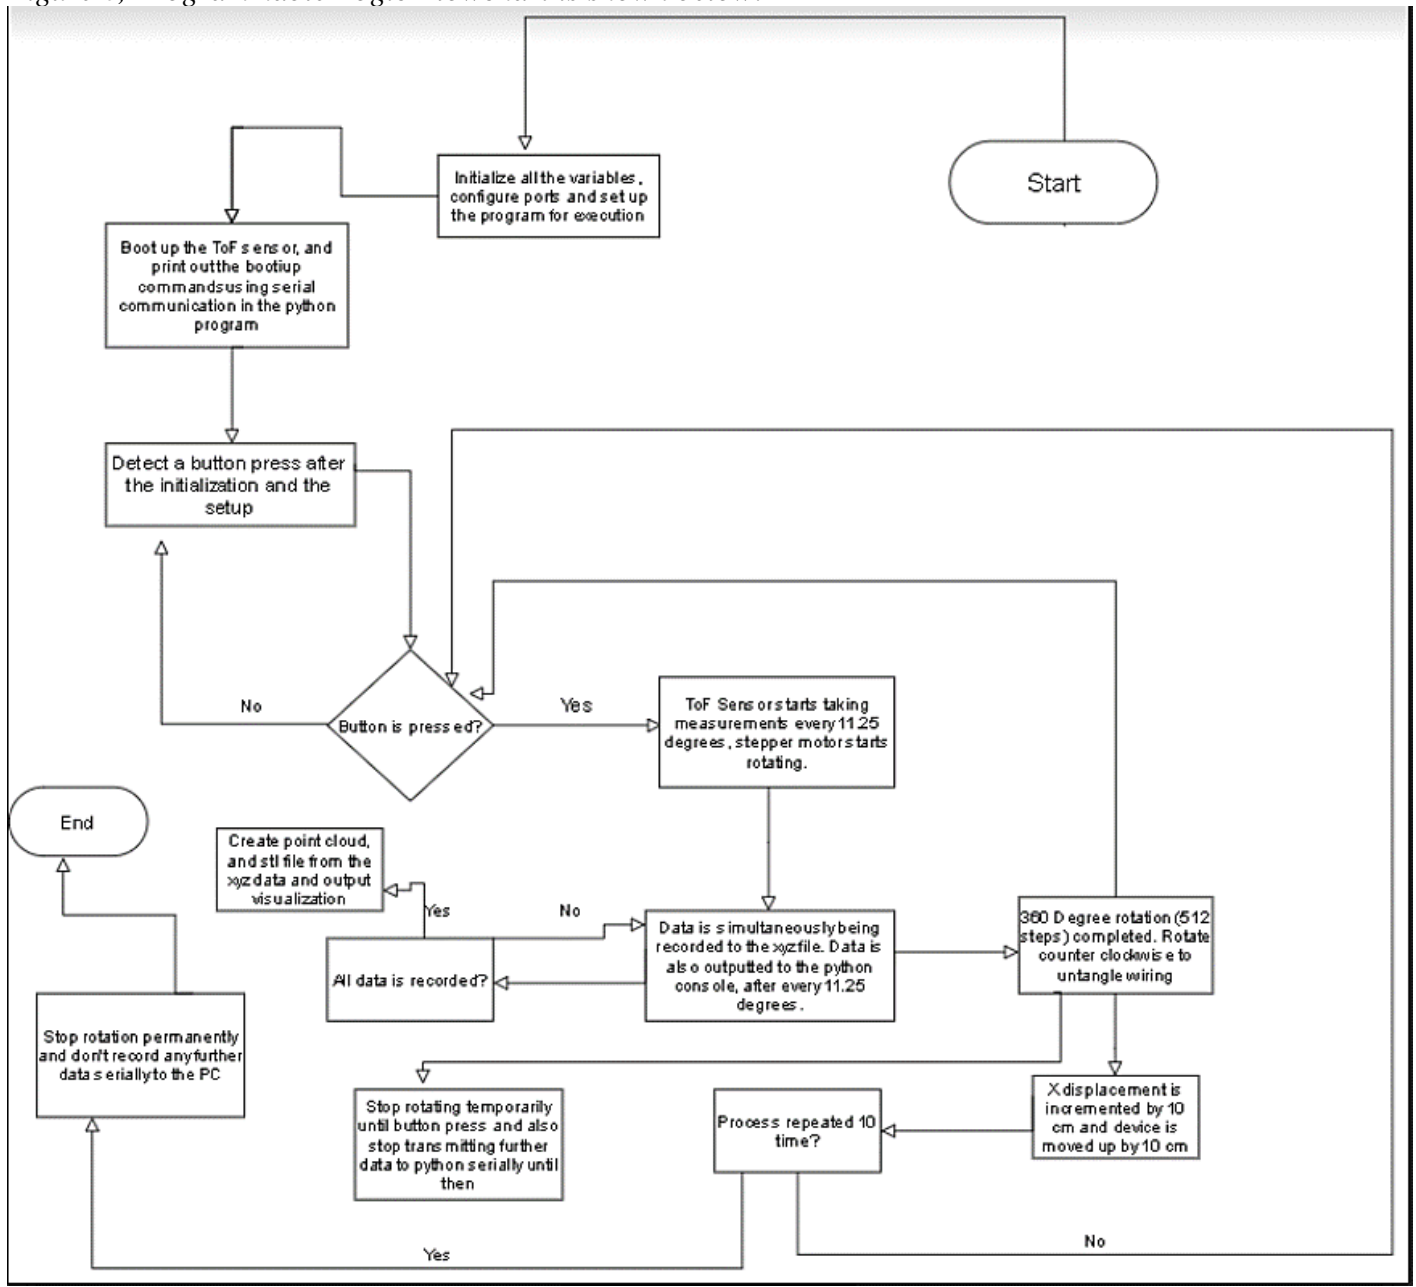 Start
Initialize all the variables,
configure ports and set up
the program for execution
Boot up the ToF sensor, and
print out the bootiup
commands using serial
communication in the python
program
Detect a button press after
the initialization and the
setup
Button is pressed?
No
Yes
ToF Sensor starts taking
measurements every 11.25
degrees, stepper motor starts
rotating.
End
Create point cloud,
and stl file from the
xyz data and output
visualization
Yes
No
All data is recorded?
Data is simultaneously being
recorded to the xyz file. Data is
also outputted to the python
console, after every 11.25
degrees.
360 Degree rotation (512
steps) completed. Rotate
counter clockwise to
untangle wiring
Stop rotation permanently
and don't record any further
data serially to the PC
Stop rotating temporarily
until button press and also
stop transmitting further
data to python serially until
then
Process repeated 10
time?
X displacement is
incremented by 10
cm and device is
moved up by 10 cm
Yes
No